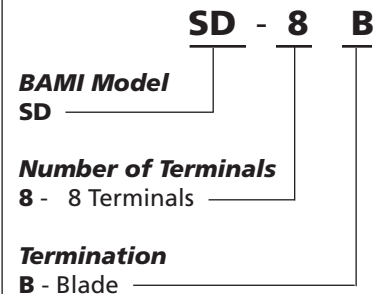 SD - 8 B
BAMI Model
SD
Number of Terminals
8 - 8 Terminals
Termination
B - Blade